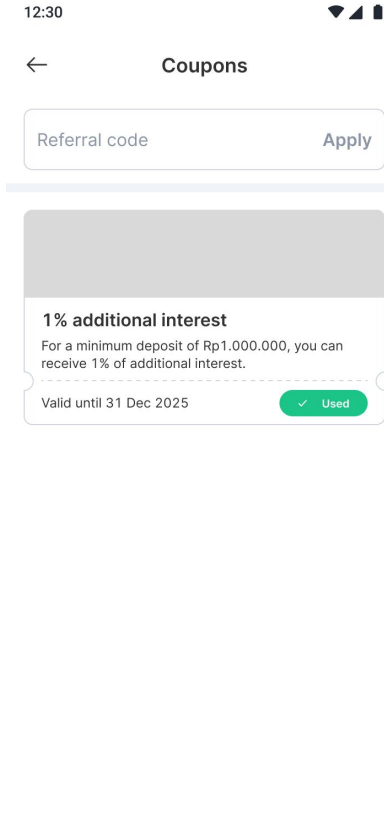 12:30
Coupons
Referral code Apply
1% additional interest
For a minimum deposit of Rp1.000.000, you can
receive 1% of additional interest.
Valid until 31 Dec 2025 Used